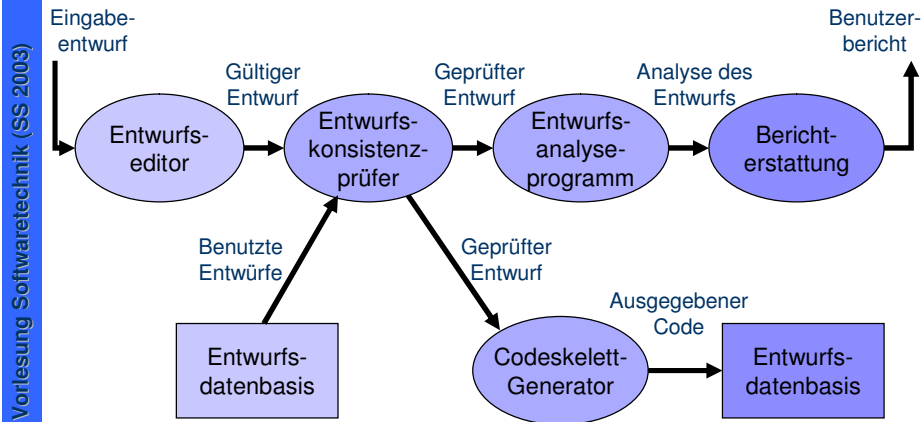 Vorlesung Softwaretechnik (SS 2003)
Eingabe-
entwurf
Benutzer-
bericht
Gültiger
Entwurf
Geprüfter
Entwurf
Analyse des
Entwurfs
Entwurfs-
editor
Entwurfs-
konsistenz-
prüfer
Entwurfs-
analyse-
programm
Bericht-
erstattung
Benutzte
Entwürfe
Geprüfter
Entwurf
Ausgegebener
Code
Entwurfs-
datenbasis
Codeskelett-
Generator
Entwurfs-
datenbasis